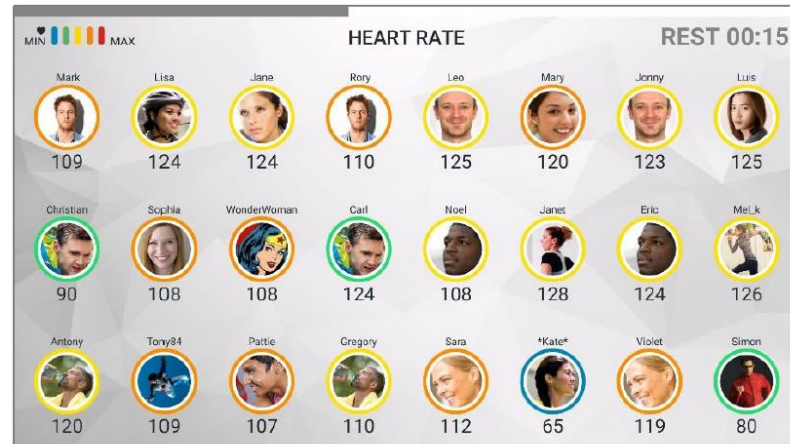 MIN MAX HEART RATE REST 00:15
Mark Lisa Jane Rory Leo Mary Jonny Luis
109 124 124 110 125 120 123 125
Christian Sophia WonderWoman Carl Noel Janet Eric Mei_k
90 108 108 124 108 128 124 126
Antony Tony84 Pattie Gregory Sara *Kate* Violet Simon
120 109 107 110 112 65 119 80